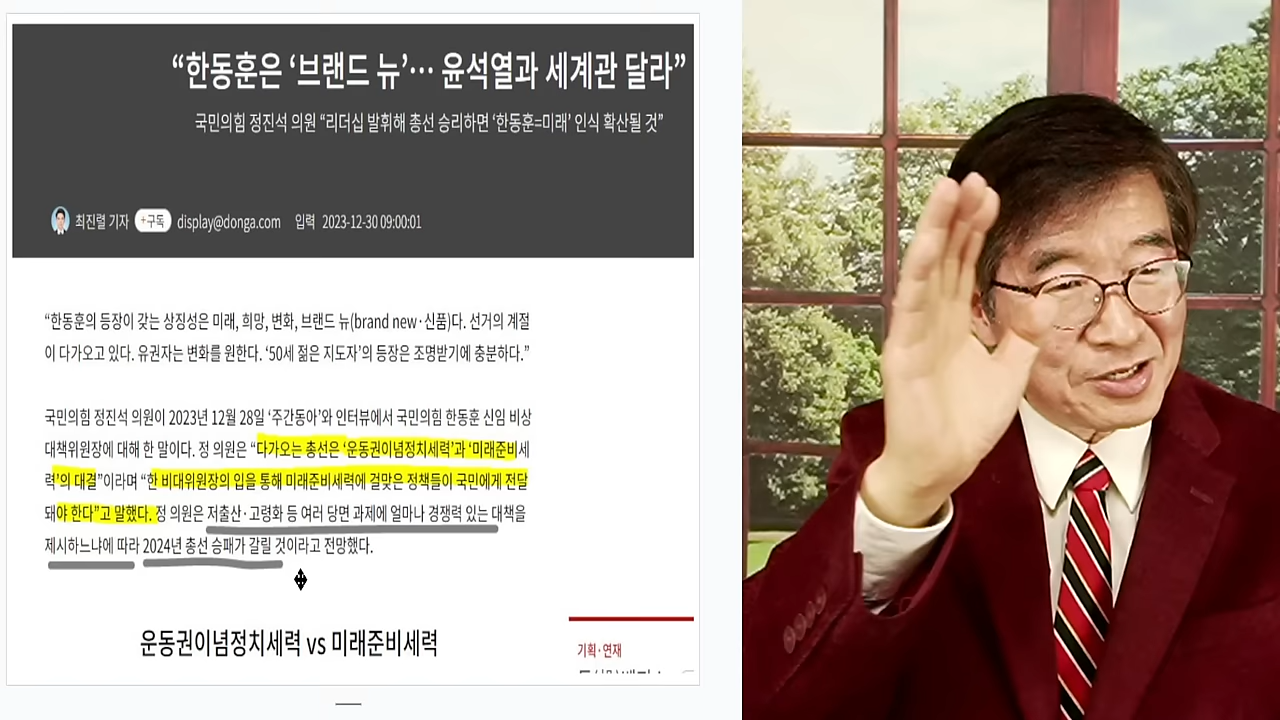 “한동훈은 ‘브랜드 뉴’… 윤석열과 세계관 달라”
국민의힘 정진석 의원 “리더십 발휘해 총선 승리하면 ‘한동훈=미래’ 인식 확산될 것”
최진렬 기자 +구독 display@donga.com 입력 2023-12-30 09:00:01
“한동훈의 등장이 갖는 상징성은 미래, 희망, 변화, 브랜드 뉴(brand new·신품)다. 선거의 계절
이 다가오고 있다. 유권자는 변화를 원한다. ‘50세 젊은 지도자’의 등장은 조명받기에 충분하다.”
국민의힘 정진석 의원이 2023년 12월 28일 ‘주간동아’와 인터뷰에서 국민의힘 한동훈 신임 비상
대책위원장에 대해 한 말이다. 정 의원은 “다가오는 총선은 ‘운동권이념정치세력’과 ‘미래준비세
력’의 대결”이라며 “한 비대위원장의 입을 통해 미래준비세력에 걸맞은 정책들이 국민에게 전달
돼야 한다”고 말했다. 정 의원은 저출산·고령화 등 여러 당면 과제에 얼마나 경쟁력 있는 대책을
제시하느냐에 따라 2024년 총선 승패가 갈릴 것이라고 전망했다.
운동권이념정치세력 vs 미래준비세력
기획·연재